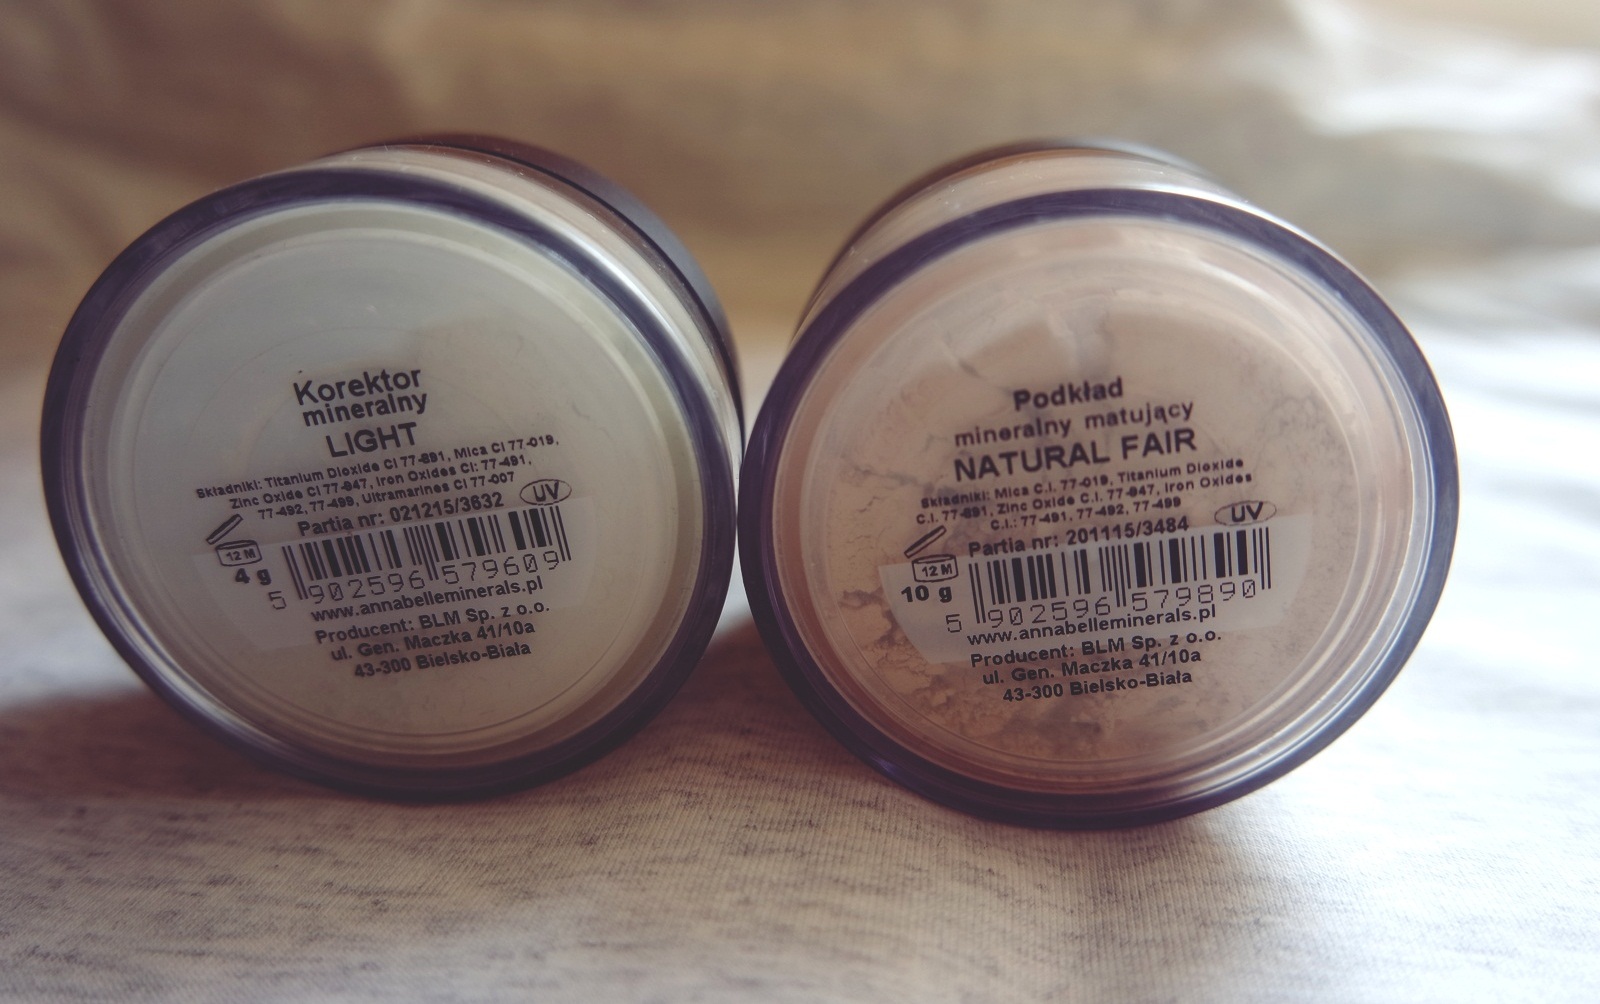 Korektor
mineralny
LIGHT
Składniki: Titanium Dioxide CI 77-891, Mica CI 77-019,
Zinc Oxide CI 77-947, Iron Oxides CI: 77-491,
77-492, 77-499, Ultramarines CI 77-007
Partia nr: 021215/3632 UV
12 M
4 g
5 902596 579609
www.annabelleminerals.pl
Producent: BLM Sp. z o.o.
ul. Gen. Maczka 41/10a
43-300 Bielsko-Biała
Podkład
mineralny matujący
NATURAL FAIR
Składniki: Mica C.I. 77-019, Titanium Dioxide
C.I. 77-891, Zinc Oxide C.I. 77-947, Iron Oxides
C.I.: 77-491, 77-492, 77-499
Partia nr: 201115/3484 UV
12 M
10 g
5 902596 579890
www.annabelleminerals.pl
Producent: BLM Sp. z o.o.
ul. Gen. Maczka 41/10a
43-300 Bielsko-Biała